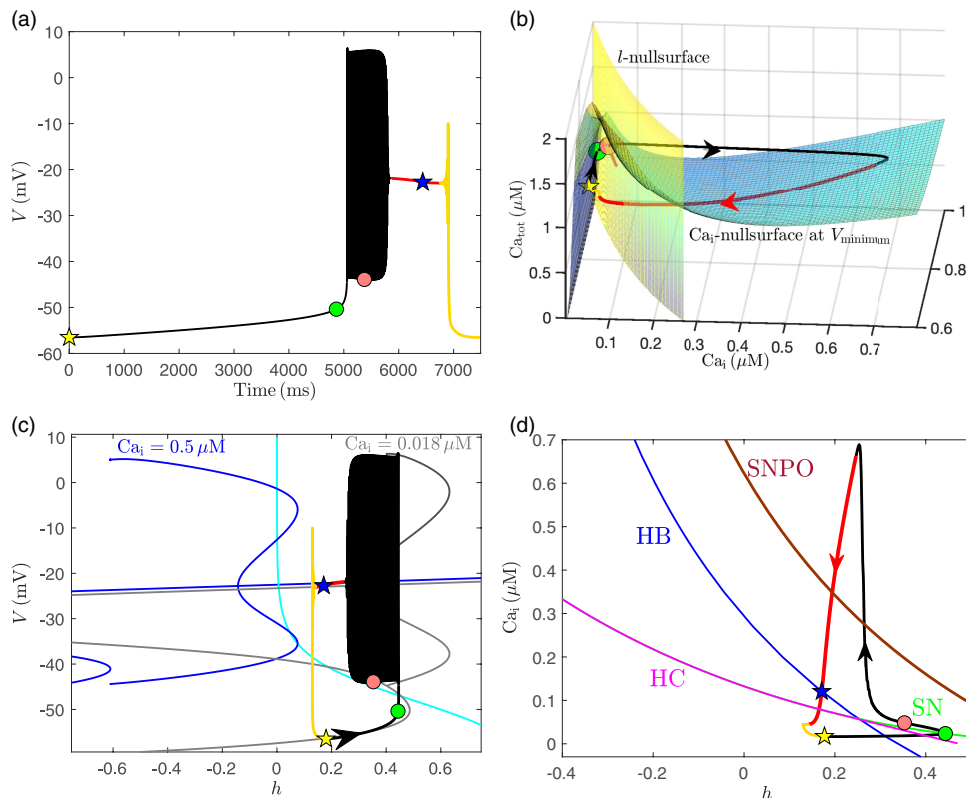 (a)
10
0
-10
-20
-30
-40
-50
-60
V (mV)
0 1000 2000 3000 4000 5000 6000 7000
Time (ms)
(b)
l-nullsurface
2
1.5
1
0.5
0
Ca_tot (μM)
Ca_i-nullsurface at V_minimum
1
0.8
0.6
0.1 0.2 0.3 0.4 0.5 0.6 0.7
Ca_i (μM)
(c)
Ca_i = 0.5 μM
Ca_i = 0.018 μM
10
0
-10
-20
-30
-40
-50
V (mV)
-0.6 -0.4 -0.2 0 0.2 0.4 0.6
h
(d)
0.7
0.6
0.5
0.4
0.3
0.2
0.1
0
Ca_i (μM)
SNPO
HB
HC
SN
-0.4 -0.2 0 0.2 0.4
h